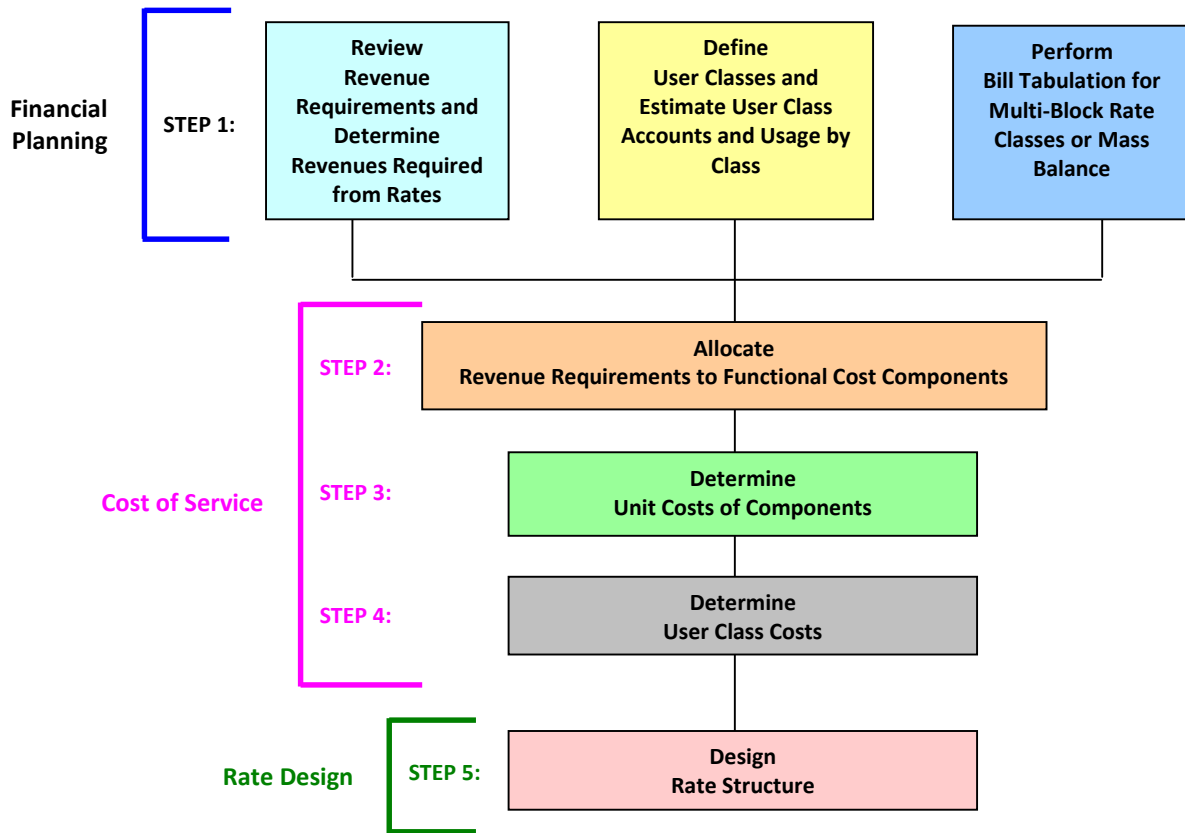 Financial
Planning
STEP 1:
Review
Revenue
Requirements and
Determine
Revenues Required
from Rates
Define
User Classes and
Estimate User Class
Accounts and Usage by
Class
Perform
Bill Tabulation for
Multi-Block Rate
Classes or Mass
Balance
Cost of Service
STEP 2:
Allocate
Revenue Requirements to Functional Cost Components
STEP 3:
Determine
Unit Costs of Components
STEP 4:
Determine
User Class Costs
Rate Design
STEP 5:
Design
Rate Structure